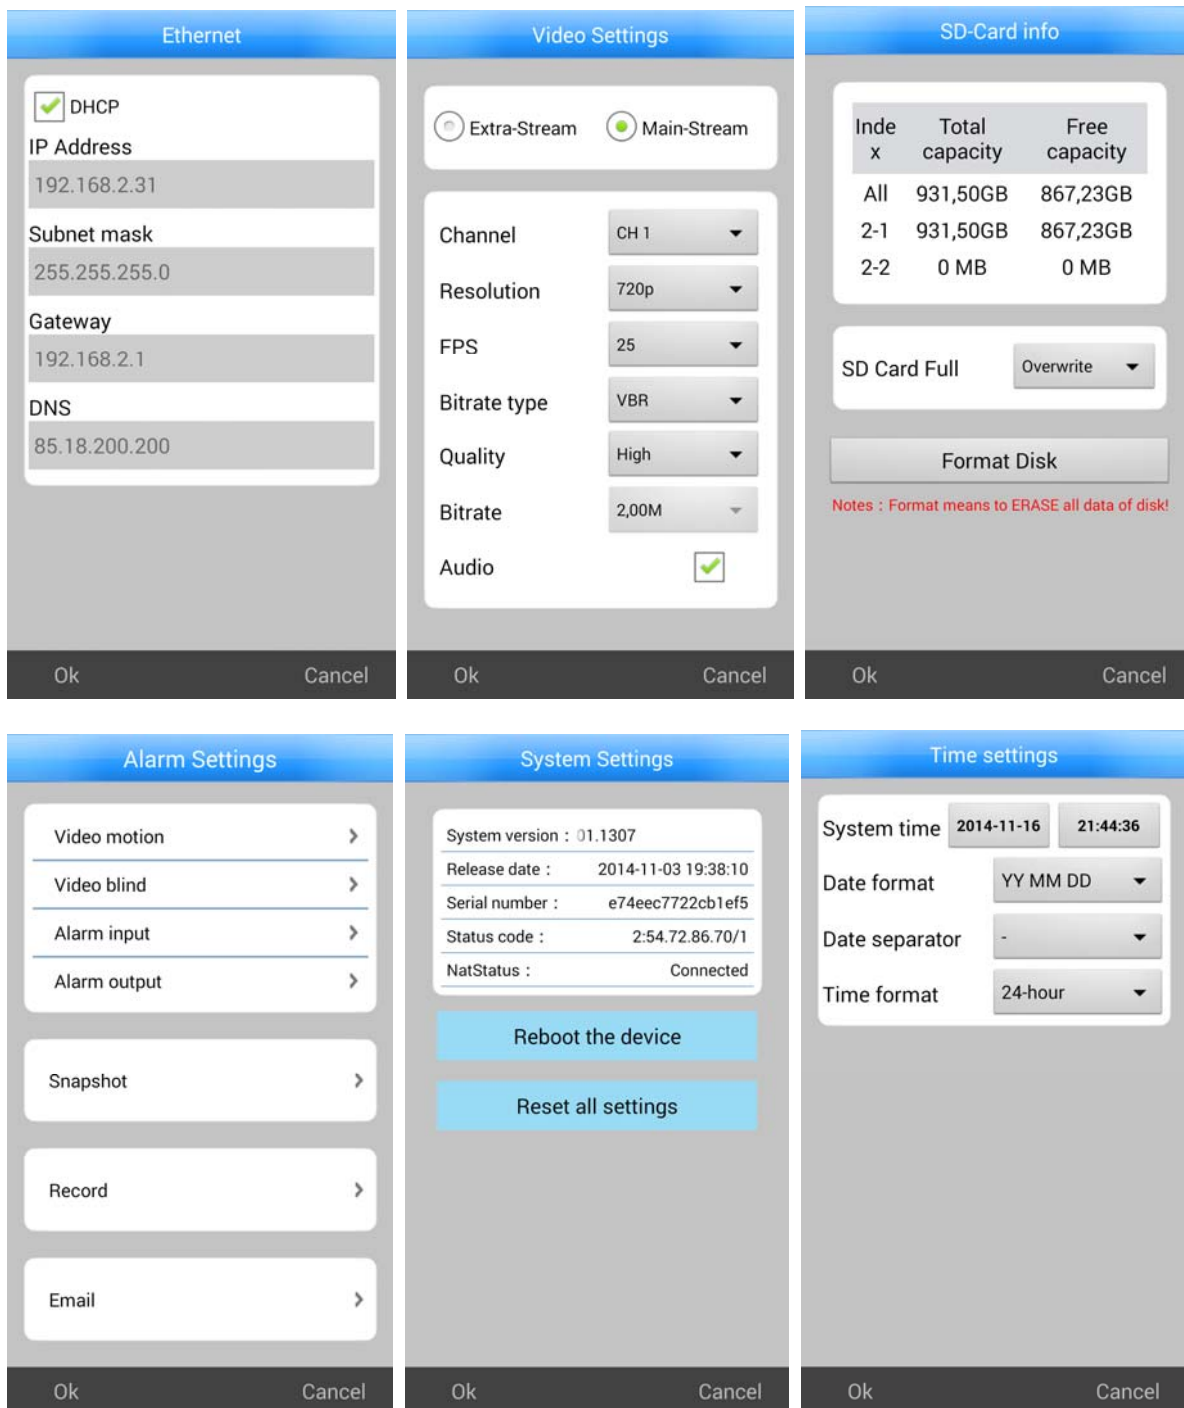 Ethernet
DHCP
IP Address
192.168.2.31
Subnet mask
255.255.255.0
Gateway
192.168.2.1
DNS
85.18.200.200
Ok Cancel
Video Settings
Extra-Stream Main-Stream
Channel CH 1
Resolution 720p
FPS 25
Bitrate type VBR
Quality High
Bitrate 2,00M
Audio
Ok Cancel
SD-Card info
Inde Total Free
x capacity capacity
All 931,50GB 867,23GB
2-1 931,50GB 867,23GB
2-2 0 MB 0 MB
SD Card Full Overwrite
Format Disk
Notes : Format means to ERASE all data of disk!
Ok Cancel
Alarm Settings
Video motion
Video blind
Alarm input
Alarm output
Snapshot
Record
Email
Ok Cancel
System Settings
System version : 01.1307
Release date : 2014-11-03 19:38:10
Serial number : e74eec7722cb1ef5
Status code : 2:54.72.86.70/1
NatStatus : Connected
Reboot the device
Reset all settings
Ok Cancel
Time settings
System time 2014-11-16 21:44:36
Date format YY MM DD
Date separator -
Time format 24-hour
Ok Cancel